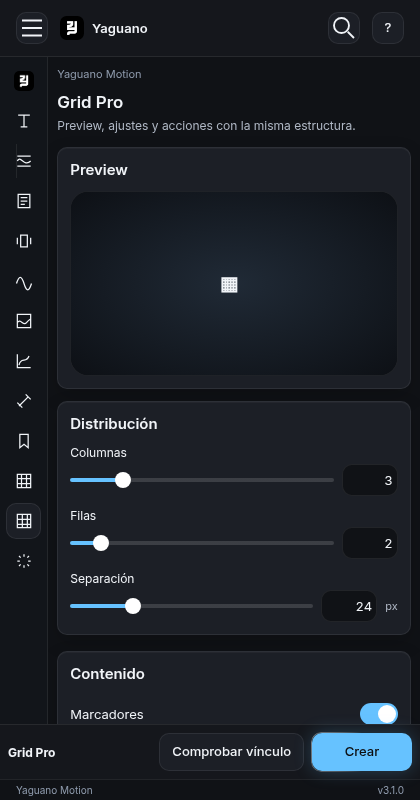 Yaguano
?
Yaguano Motion
Grid Pro
Preview, ajustes y acciones con la misma estructura.
Preview
Distribución
Columnas
3
Filas
2
Separación
24 px
Contenido
Marcadores
Grid Pro
Comprobar vínculo
Crear
Yaguano Motion
v3.1.0